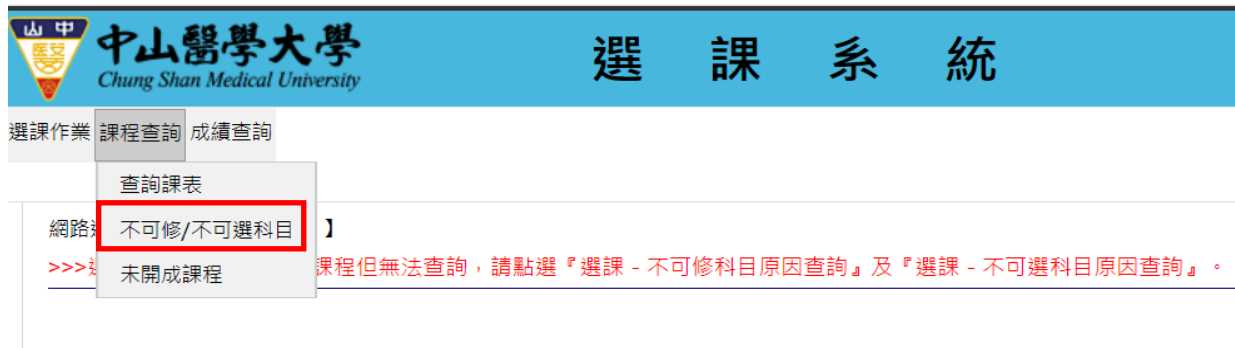 山中
醫
中山醫學大學
Chung Shan Medical University
選課系統
選課作業 課程查詢 成績查詢
查詢課表
網路
不可修/不可選科目
】
>>>
課程但無法查詢，請點選『選課 - 不可修科目原因查詢』及『選課 - 不可選科目原因查詢』。
未開成課程